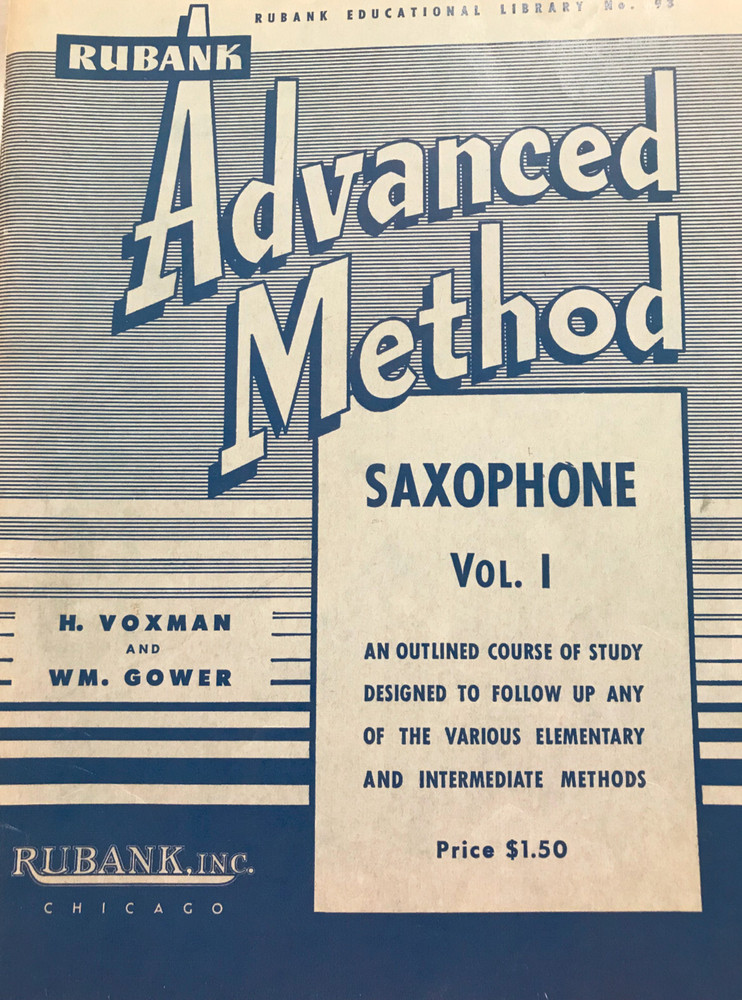 RUBANK EDUCATIONAL LIBRARY No. 93
RUBANK
Advanced
Method
SAXOPHONE
VOL. I
H. VOXMAN
AND
WM. GOWER
AN OUTLINED COURSE OF STUDY
DESIGNED TO FOLLOW UP ANY
OF THE VARIOUS ELEMENTARY
AND INTERMEDIATE METHODS
Price $1.50
RUBANK, INC.
CHICAGO